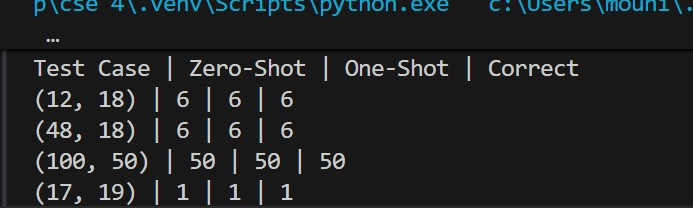 p\cse 4\.venv\Scripts\python.exe c:\Users\mouni\.
…
Test Case | Zero-Shot | One-Shot | Correct
(12, 18) | 6 | 6 | 6
(48, 18) | 6 | 6 | 6
(100, 50) | 50 | 50 | 50
(17, 19) | 1 | 1 | 1